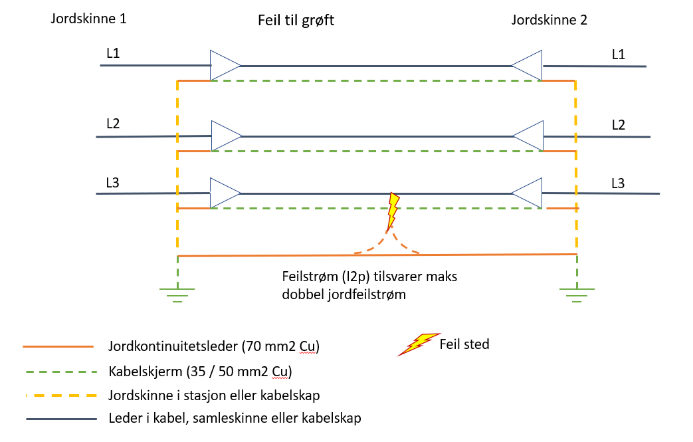 Jordskinne 1
Feil til grøft
Jordskinne 2
L1
L1
L2
L2
L3
L3
Feilstrøm (I2p) tilsvarer maks
dobbel jordfeilstrøm
Jordkontinuitetsleder (70 mm2 Cu)
Feil sted
Kabelskjerm (35 / 50 mm2 Cu)
Jordskinne i stasjon eller kabelskap
Leder i kabel, samleskinne eller kabelskap